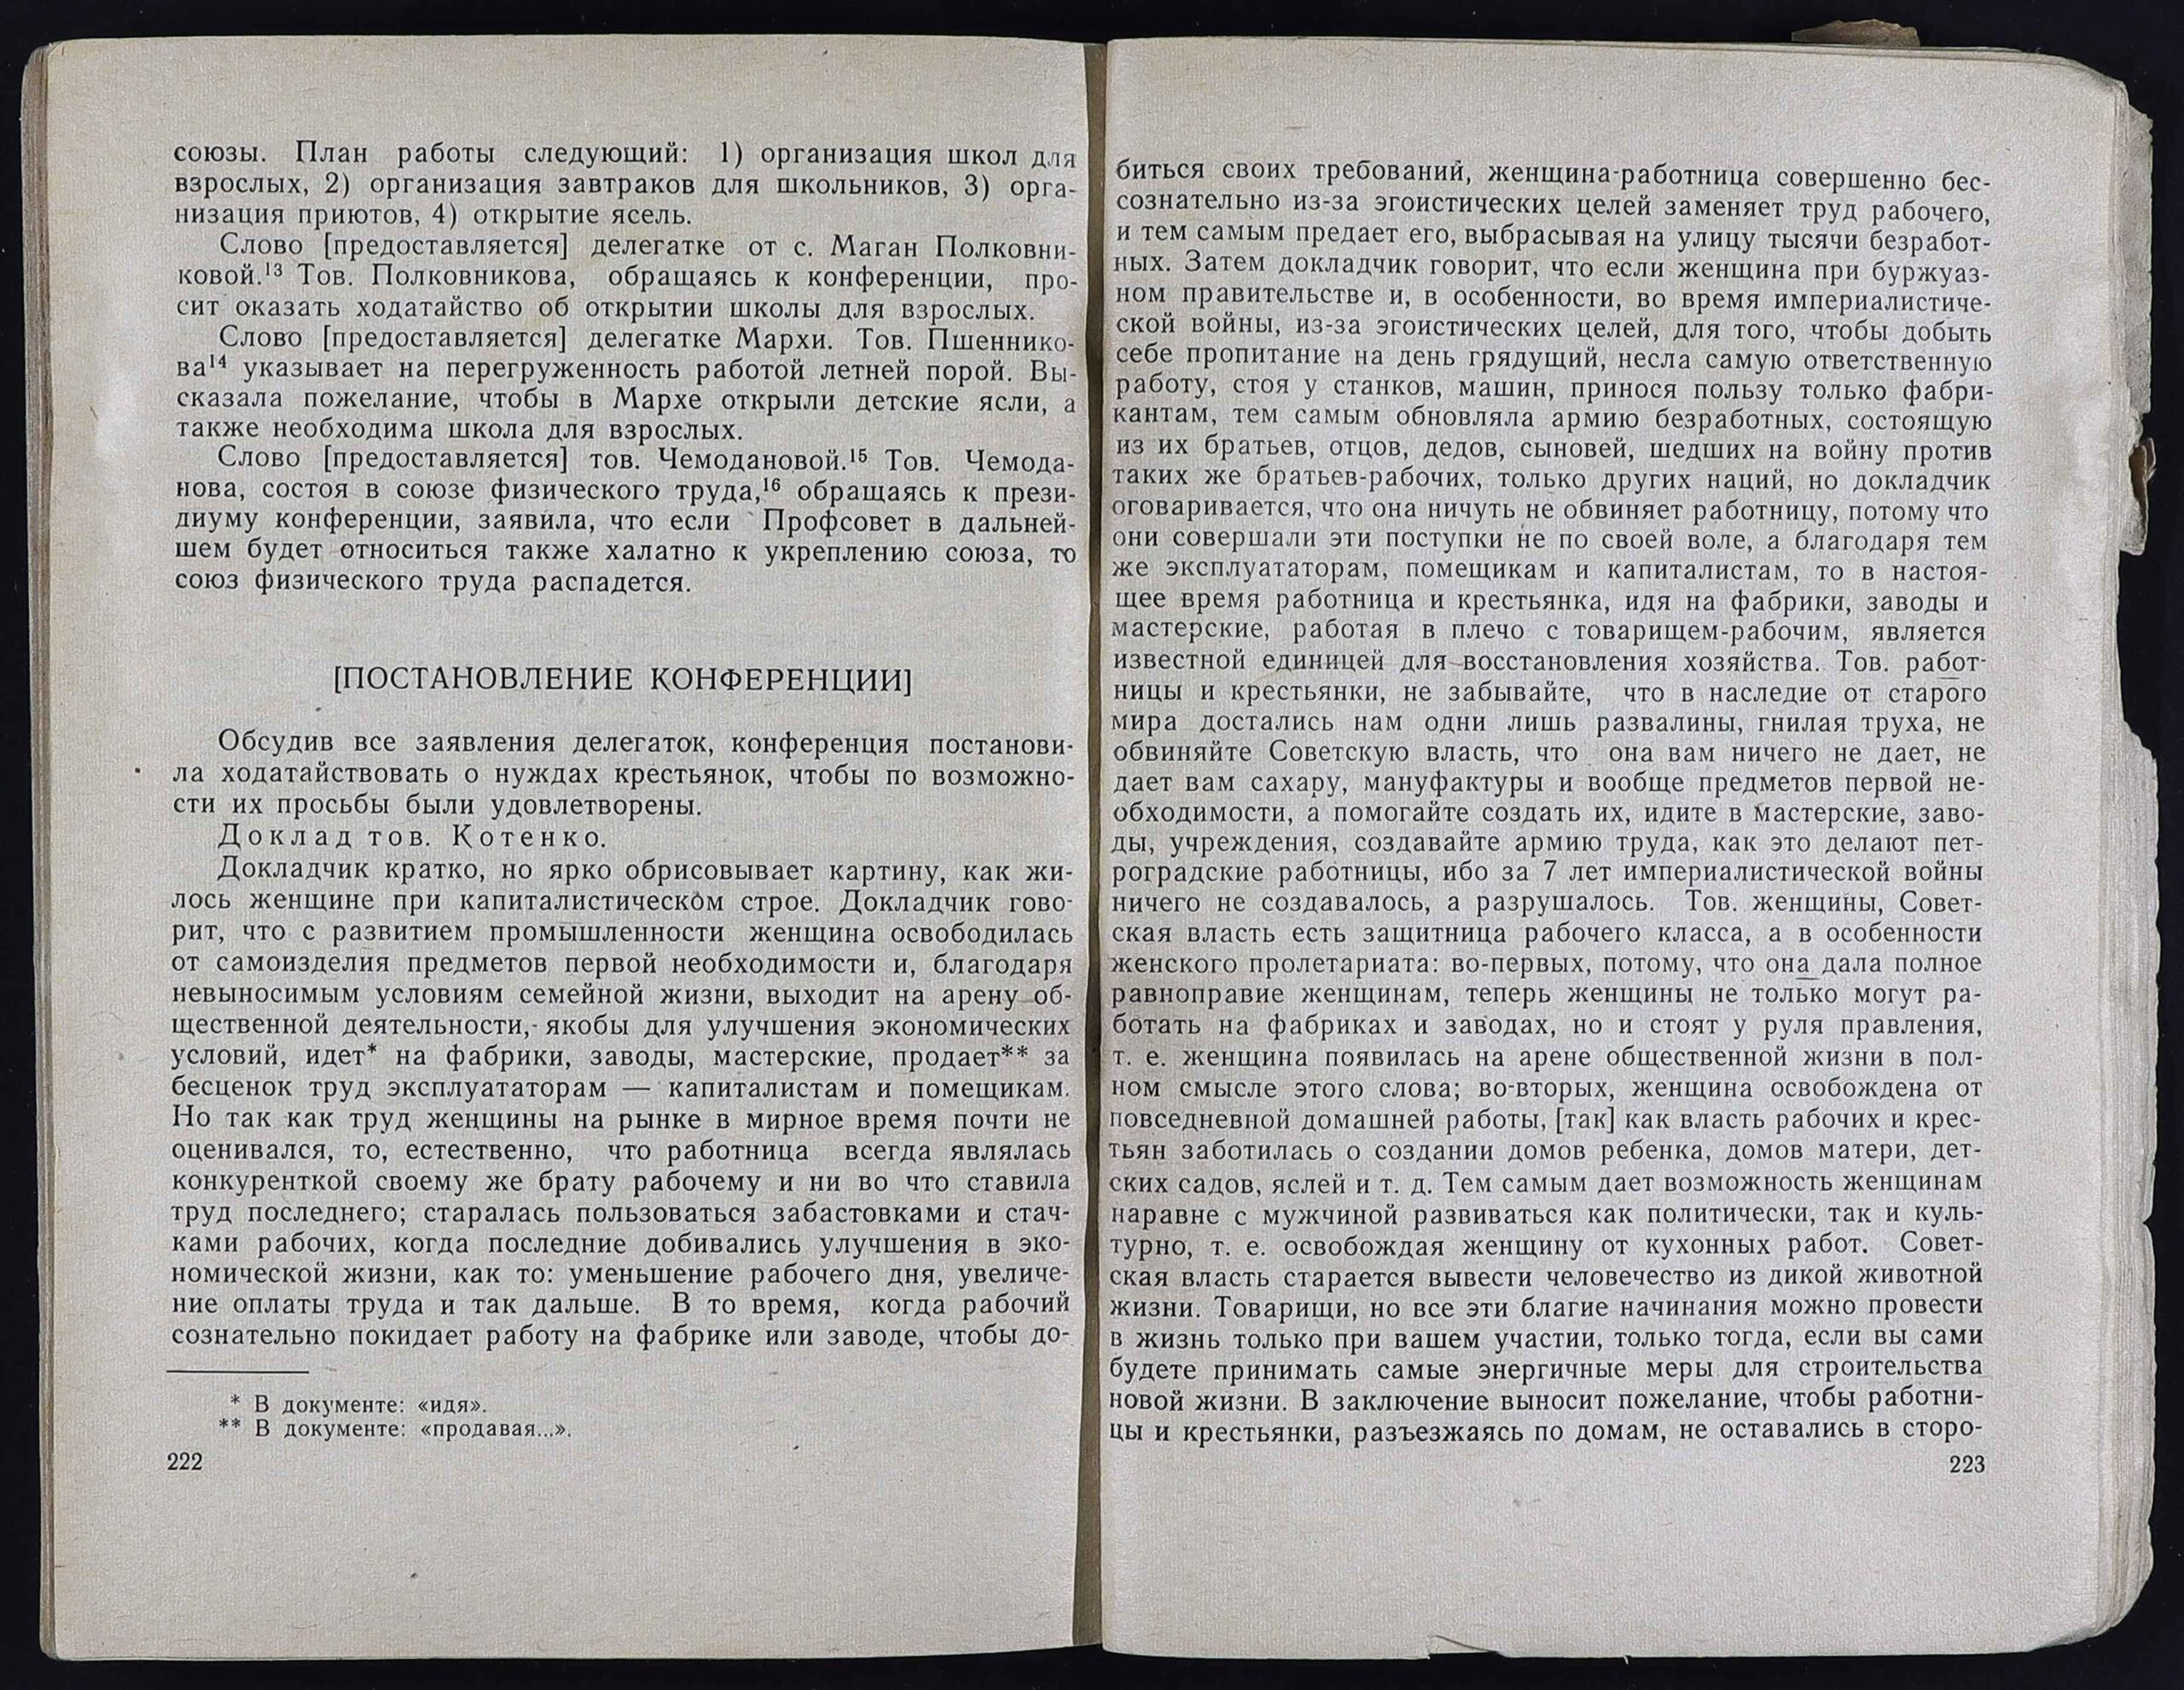 союзы. План работы следующий: 1) организация школ для
взрослых, 2) организация завтраков для школьников, 3) орга-
низация приютов, 4) открытие ясель.
Слово [предоставляется] делегатке от с. Маган Полковни-
ковой.¹³ Тов. Полковникова, обращаясь к конференции, про-
сит оказать ходатайство об открытии школы для взрослых.
Слово [предоставляется] делегатке Мархи. Тов. Пшеннико-
ва¹⁴ указывает на перегруженность работой летней порой. Вы-
сказала пожелание, чтобы в Мархе открыли детские ясли, а
также необходима школа для взрослых.
Слово [предоставляется] тов. Чемодановой.¹⁵ Тов. Чемода-
нова, состоя в союзе физического труда,¹⁶ обращаясь к прези-
диуму конференции, заявила, что если Профсовет в дальней-
шем будет относиться также халатно к укреплению союза, то
союз физического труда распадется.
[ПОСТАНОВЛЕНИЕ КОНФЕРЕНЦИИ]
Обсудив все заявления делегаток, конференция постанови-
ла ходатайствовать о нуждах крестьянок, чтобы по возможно-
сти их просьбы были удовлетворены.
Доклад тов. Котенко.
Докладчик кратко, но ярко обрисовывает картину, как жи-
лось женщине при капиталистическом строе. Докладчик гово-
рит, что с развитием промышленности женщина освободилась
от самоизделия предметов первой необходимости и, благодаря
невыносимым условиям семейной жизни, выходит на арену об-
щественной деятельности, якобы для улучшения экономических
условий, идет* на фабрики, заводы, мастерские, продает** за
бесценок труд эксплуататорам — капиталистам и помещикам.
Но так как труд женщины на рынке в мирное время почти не
оценивался, то, естественно, что работница всегда являлась
конкуренткой своему же брату рабочему и ни во что ставила
труд последнего; старалась пользоваться забастовками и стач-
ками рабочих, когда последние добивались улучшения в эко-
номической жизни, как то: уменьшение рабочего дня, увеличе-
ние оплаты труда и так дальше. В то время, когда рабочий
сознательно покидает работу на фабрике или заводе, чтобы до-
* В документе: «идя».
** В документе: «продавая...».
222
биться своих требований, женщина-работница совершенно бес-
сознательно из-за эгоистических целей заменяет труд рабочего,
и тем самым предает его, выбрасывая на улицу тысячи безработ-
ных. Затем докладчик говорит, что если женщина при буржуаз-
ном правительстве и, в особенности, во время империалистиче-
ской войны, из-за эгоистических целей, для того, чтобы добыть
себе пропитание на день грядущий, несла самую ответственную
работу, стоя у станков, машин, принося пользу только фабри-
кантам, тем самым обновляла армию безработных, состоящую
из их братьев, отцов, дедов, сыновей, шедших на войну против
таких же братьев-рабочих, только других наций, но докладчик
оговаривается, что она ничуть не обвиняет работницу, потому что
они совершали эти поступки не по своей воле, а благодаря тем
же эксплуататорам, помещикам и капиталистам, то в настоя-
щее время работница и крестьянка, идя на фабрики, заводы и
мастерские, работая в плечо с товарищем-рабочим, является
известной единицей для восстановления хозяйства. Тов. работ-
ницы и крестьянки, не забывайте, что в наследие от старого
мира достались нам одни лишь развалины, гнилая труха, не
обвиняйте Советскую власть, что она вам ничего не дает, не
дает вам сахару, мануфактуры и вообще предметов первой не-
обходимости, а помогайте создать их, идите в мастерские, заво-
ды, учреждения, создавайте армию труда, как это делают пет-
роградские работницы, ибо за 7 лет империалистической войны
ничего не создавалось, а разрушалось. Тов. женщины, Совет-
ская власть есть защитница рабочего класса, а в особенности
женского пролетариата: во-первых, потому, что она дала полное
равноправие женщинам, теперь женщины не только могут ра-
ботать на фабриках и заводах, но и стоят у руля правления,
т. е. женщина появилась на арене общественной жизни в пол-
ном смысле этого слова; во-вторых, женщина освобождена от
повседневной домашней работы, [так] как власть рабочих и крес-
тьян заботилась о создании домов ребенка, домов матери, дет-
ских садов, яслей и т. д. Тем самым дает возможность женщинам
наравне с мужчиной развиваться как политически, так и куль-
турно, т. е. освобождая женщину от кухонных работ. Совет-
ская власть старается вывести человечество из дикой животной
жизни. Товарищи, но все эти благие начинания можно провести
в жизнь только при вашем участии, только тогда, если вы сами
будете принимать самые энергичные меры для строительства
новой жизни. В заключение выносит пожелание, чтобы работни-
цы и крестьянки, разъезжаясь по домам, не оставались в сторо-
223